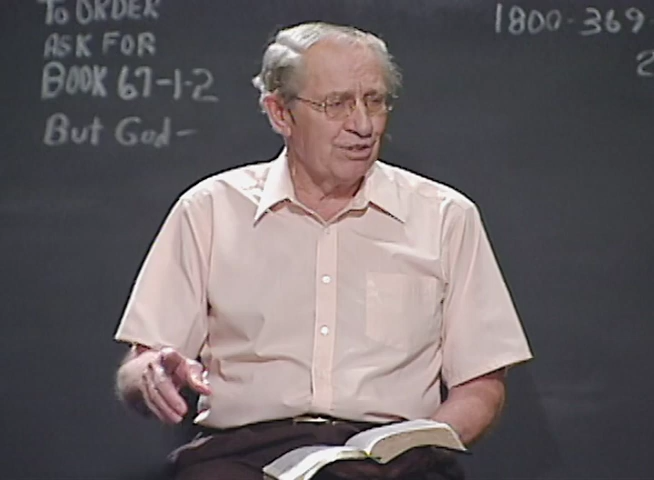 To ORDER
ASK FOR
BOOK 67-1-2
But God-
1800-369-
2